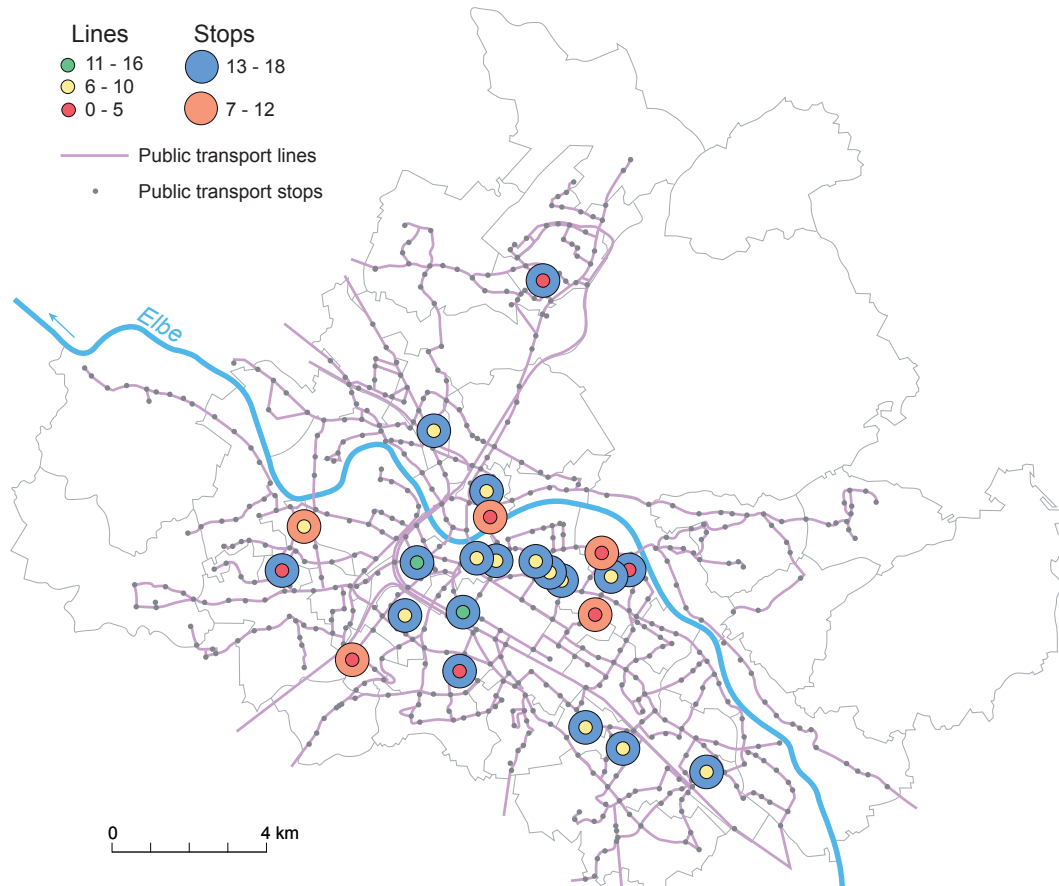 Lines Stops
11 - 16
13 - 18
6 - 10
0 - 5
7 - 12
Public transport lines
Public transport stops
Elbe
0 4 km